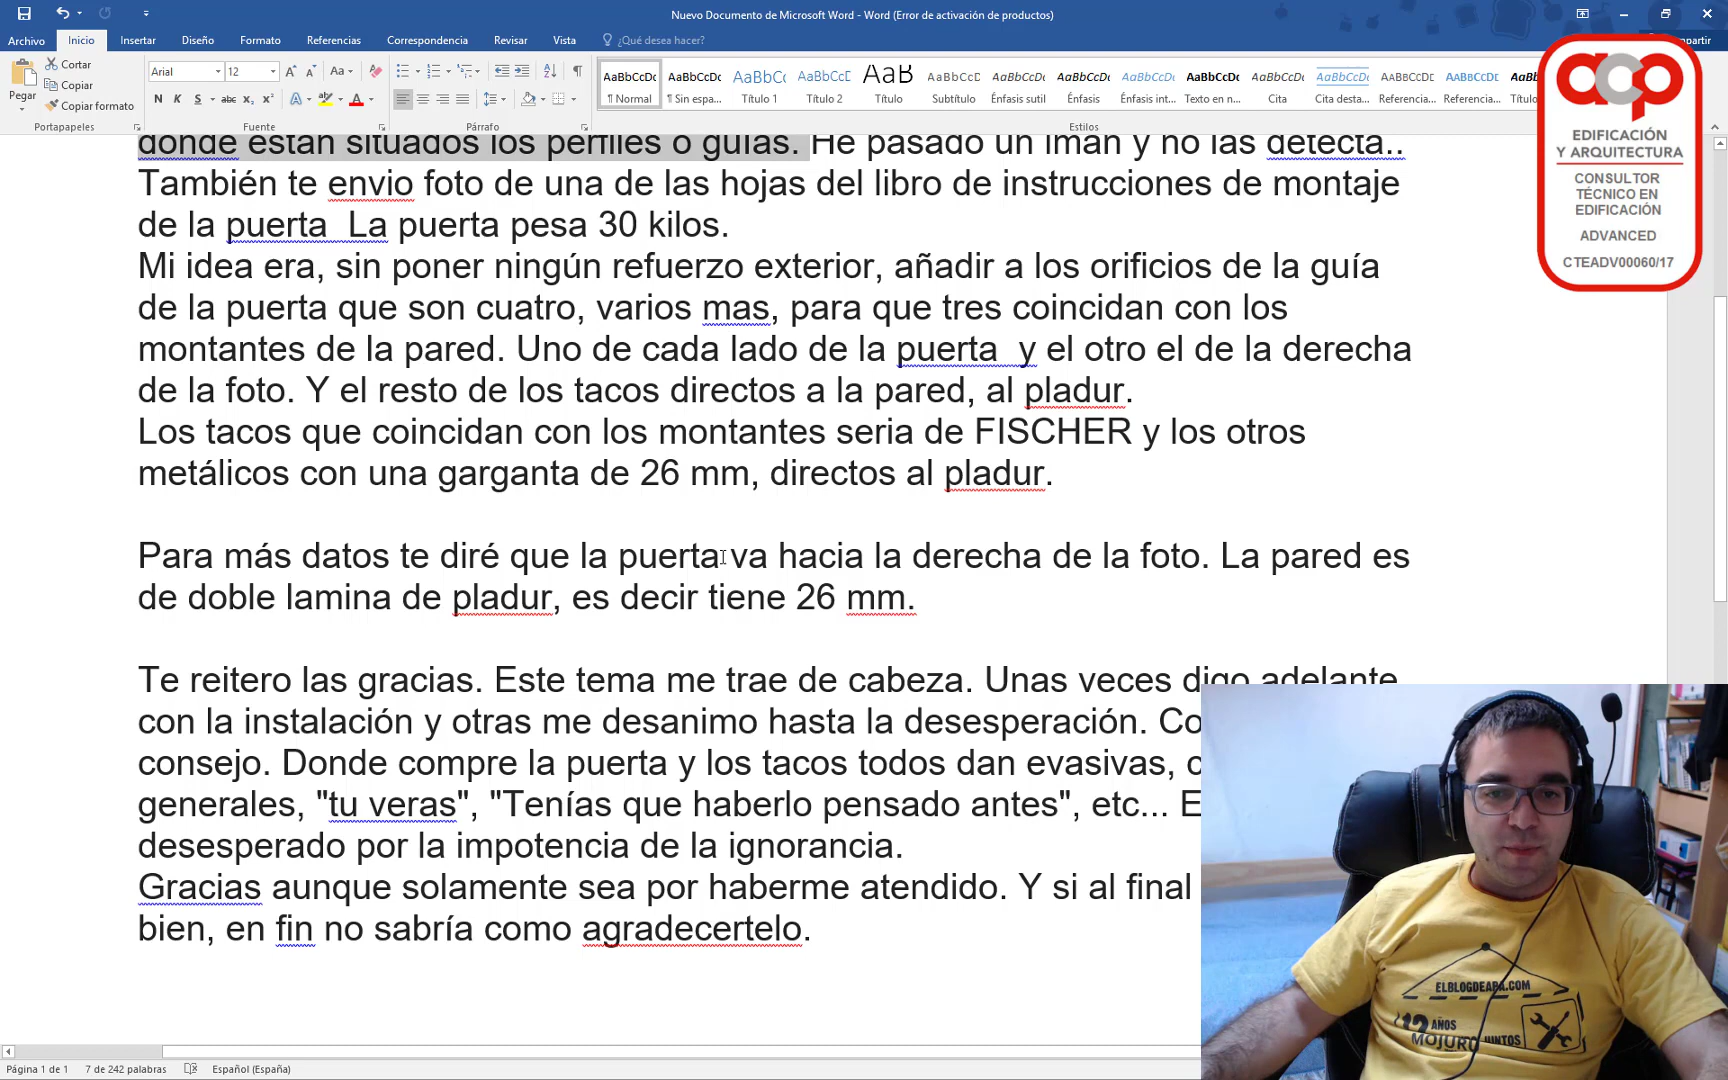 Nuevo Documento de Microsoft Word - Word (Error de activación de productos)
Archivo Inicio Insertar Diseño Formato Referencias Correspondencia Revisar Vista ¿Qué desea hacer?
Pegar
Cortar
Copiar
Copiar formato
Portapapeles
Arial 12
N K S abc x₂ x²
Fuente
Párrafo
AaBbCcDc AaBbCcDc AaBbC AaBbCcE AaB AaBbCcD AaBbCcDc AaBbCcDc AaBbCcDc AaBbCcDc AaBbCcDc AaBbCcDc AABBCCDE AABBCCDE
¶ Normal ¶ Sin espa... Título 1 Título 2 Título Subtítulo Énfasis sutil Énfasis Énfasis int... Texto en n... Cita Cita desta... Referencia... Referencia...
Estilos
donde están situados los perfiles o guías. He pasado un imán y no las detecta..
También te envio foto de una de las hojas del libro de instrucciones de montaje
de la puerta  La puerta pesa 30 kilos.
Mi idea era, sin poner ningún refuerzo exterior, añadir a los orificios de la guía
de la puerta que son cuatro, varios mas, para que tres coincidan con los
montantes de la pared. Uno de cada lado de la puerta  y el otro el de la derecha
de la foto. Y el resto de los tacos directos a la pared, al pladur.
Los tacos que coincidan con los montantes seria de FISCHER y los otros
metálicos con una garganta de 26 mm, directos al pladur.
Para más datos te diré que la puerta va hacia la derecha de la foto. La pared es
de doble lamina de pladur, es decir tiene 26 mm.
Te reitero las gracias. Este tema me trae de cabeza. Unas veces digo adelante
con la instalación y otras me desanimo hasta la desesperación.
consejo. Donde compre la puerta y los tacos todos dan evasivas,
generales, "tu veras", "Tenías que haberlo pensado antes", etc...
desesperado por la impotencia de la ignorancia.
Gracias aunque solamente sea por haberme atendido. Y si al final
bien, en fin no sabría como agradecertelo.
Página 1 de 1 7 de 242 palabras Español (España)
acp
EDIFICACIÓN
Y ARQUITECTURA
CONSULTOR
TÉCNICO EN
EDIFICACIÓN
ADVANCED
CTEADV00060/17
ELBLOGDEAPA.COM
12 AÑOS
JUNTOS